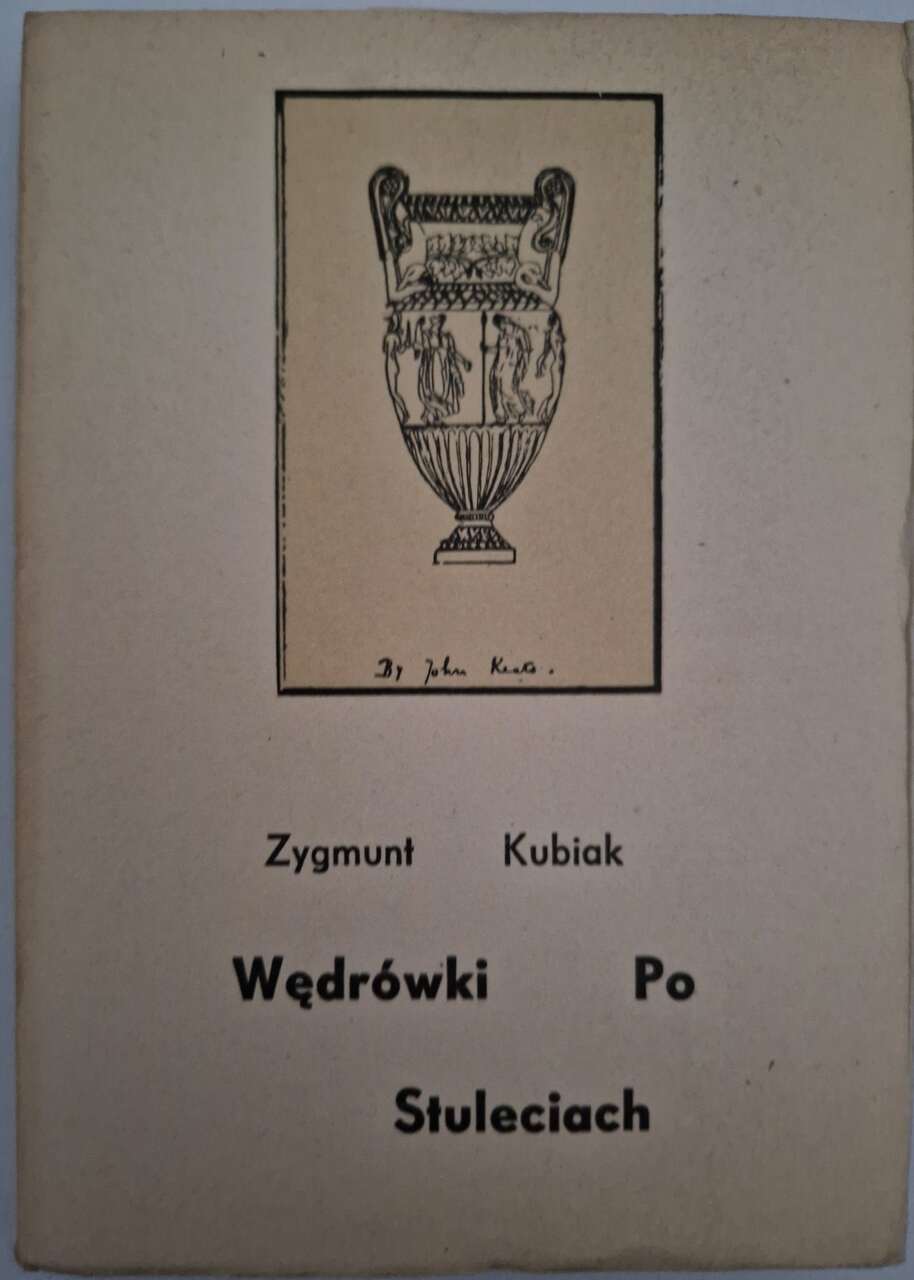 By John Keats.
Zygmunt Kubiak
Wędrówki Po
Stuleciach